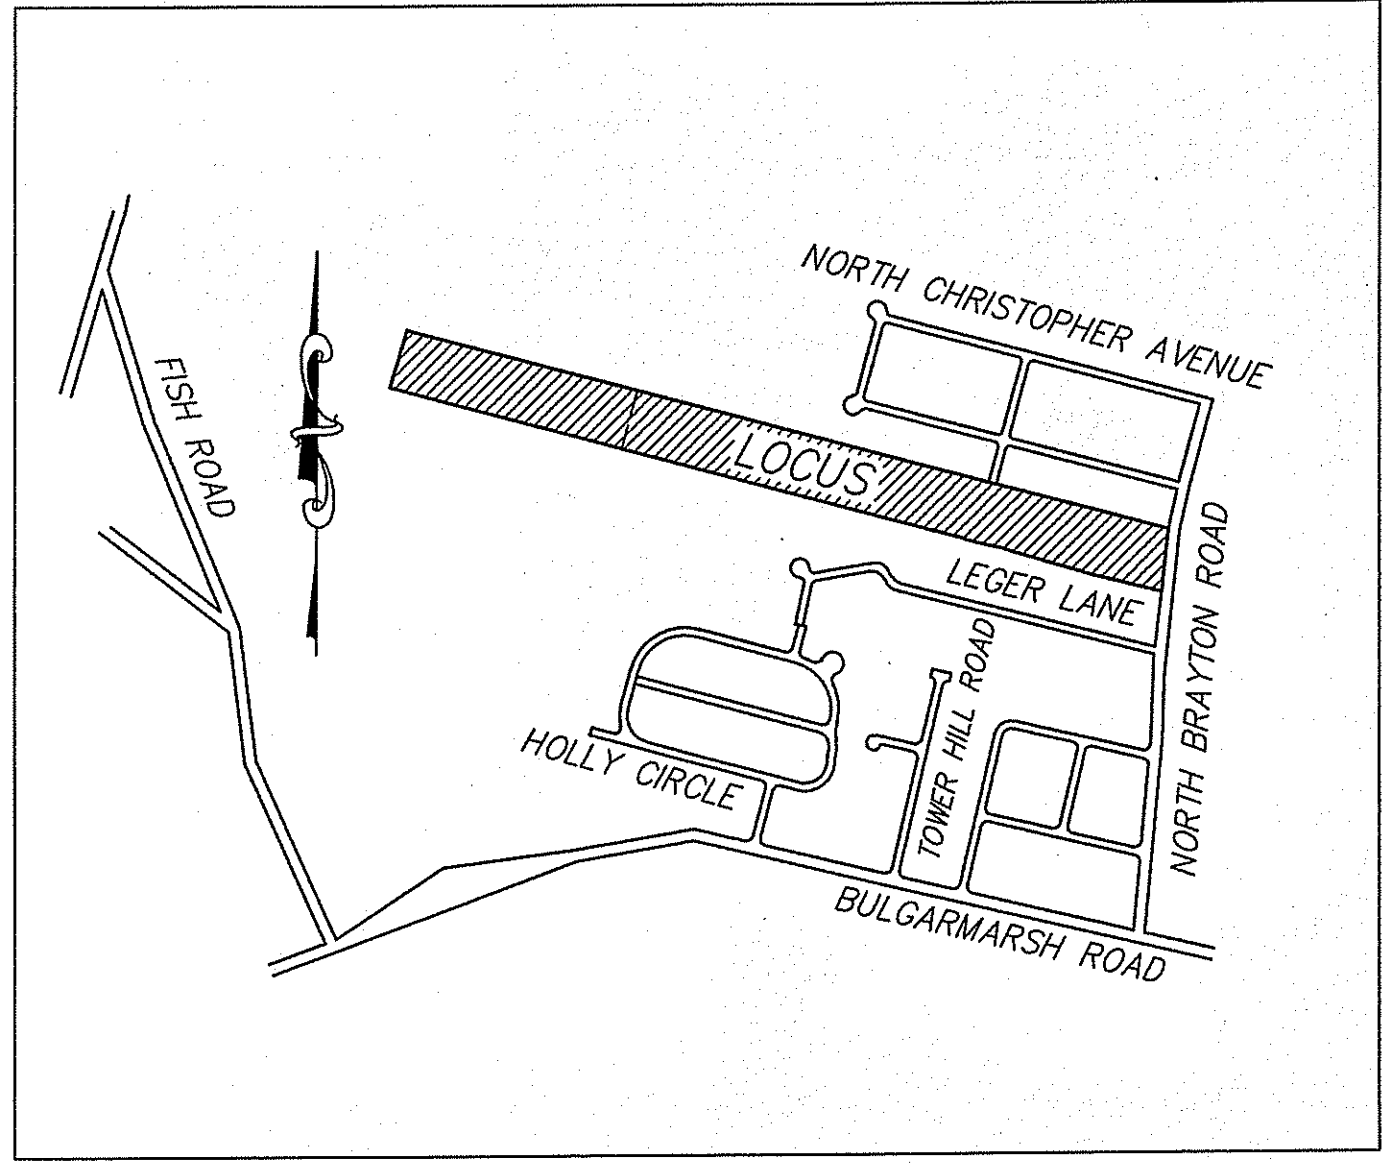 NORTH CHRISTOPHER AVENUE
FISH ROAD
LOCUS
LEGER LANE
NORTH BRAYTON ROAD
TOWER HILL ROAD
HOLLY CIRCLE
BULGARMARSH ROAD